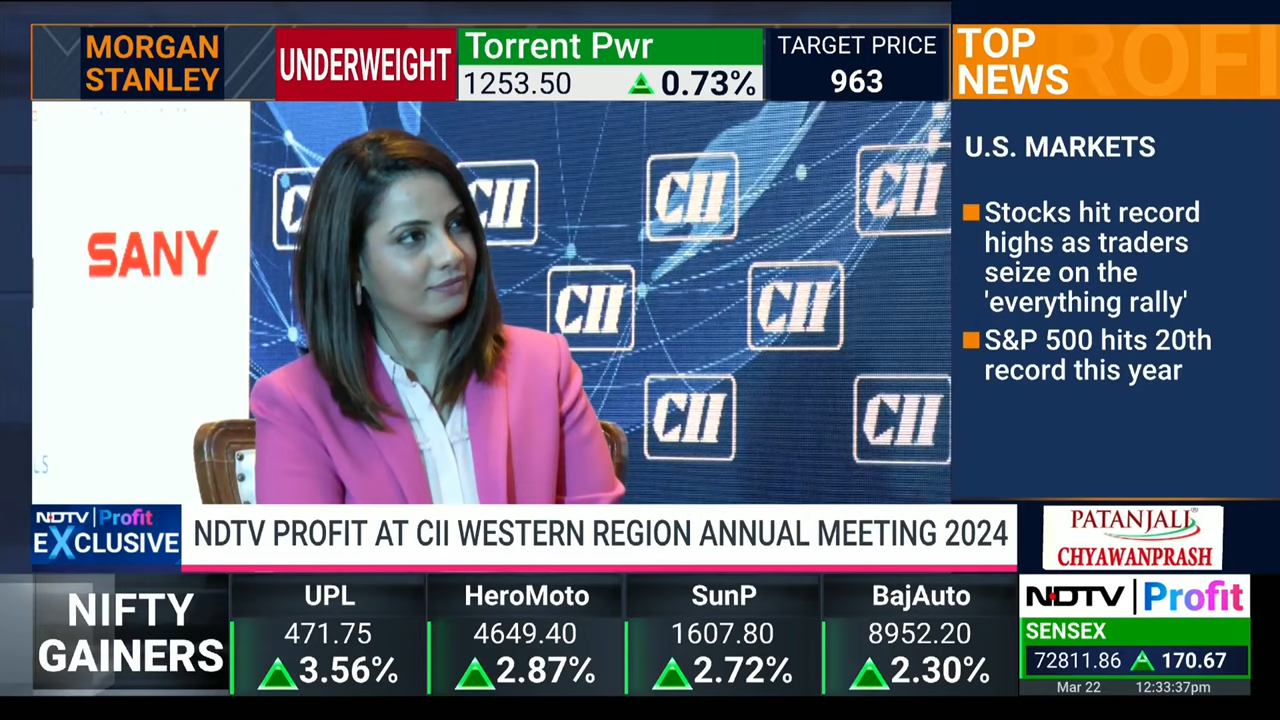 MORGAN
STANLEY
UNDERWEIGHT
Torrent Pwr
1253.50 0.73%
TARGET PRICE
963
TOP
NEWS
U.S. MARKETS
Stocks hit record
highs as traders
seize on the
'everything rally'
S&P 500 hits 20th
record this year
SANY
CII
CII
CII
CII
CII
CII
CII
NDTV Profit
EXCLUSIVE
NDTV PROFIT AT CII WESTERN REGION ANNUAL MEETING 2024
PATANJALI
CHYAWANPRASH
NIFTY
GAINERS
UPL
471.75
3.56%
HeroMoto
4649.40
2.87%
SunP
1607.80
2.72%
BajAuto
8952.20
2.30%
NDTV Profit
SENSEX
72811.86 170.67
Mar 22 12:33:37pm